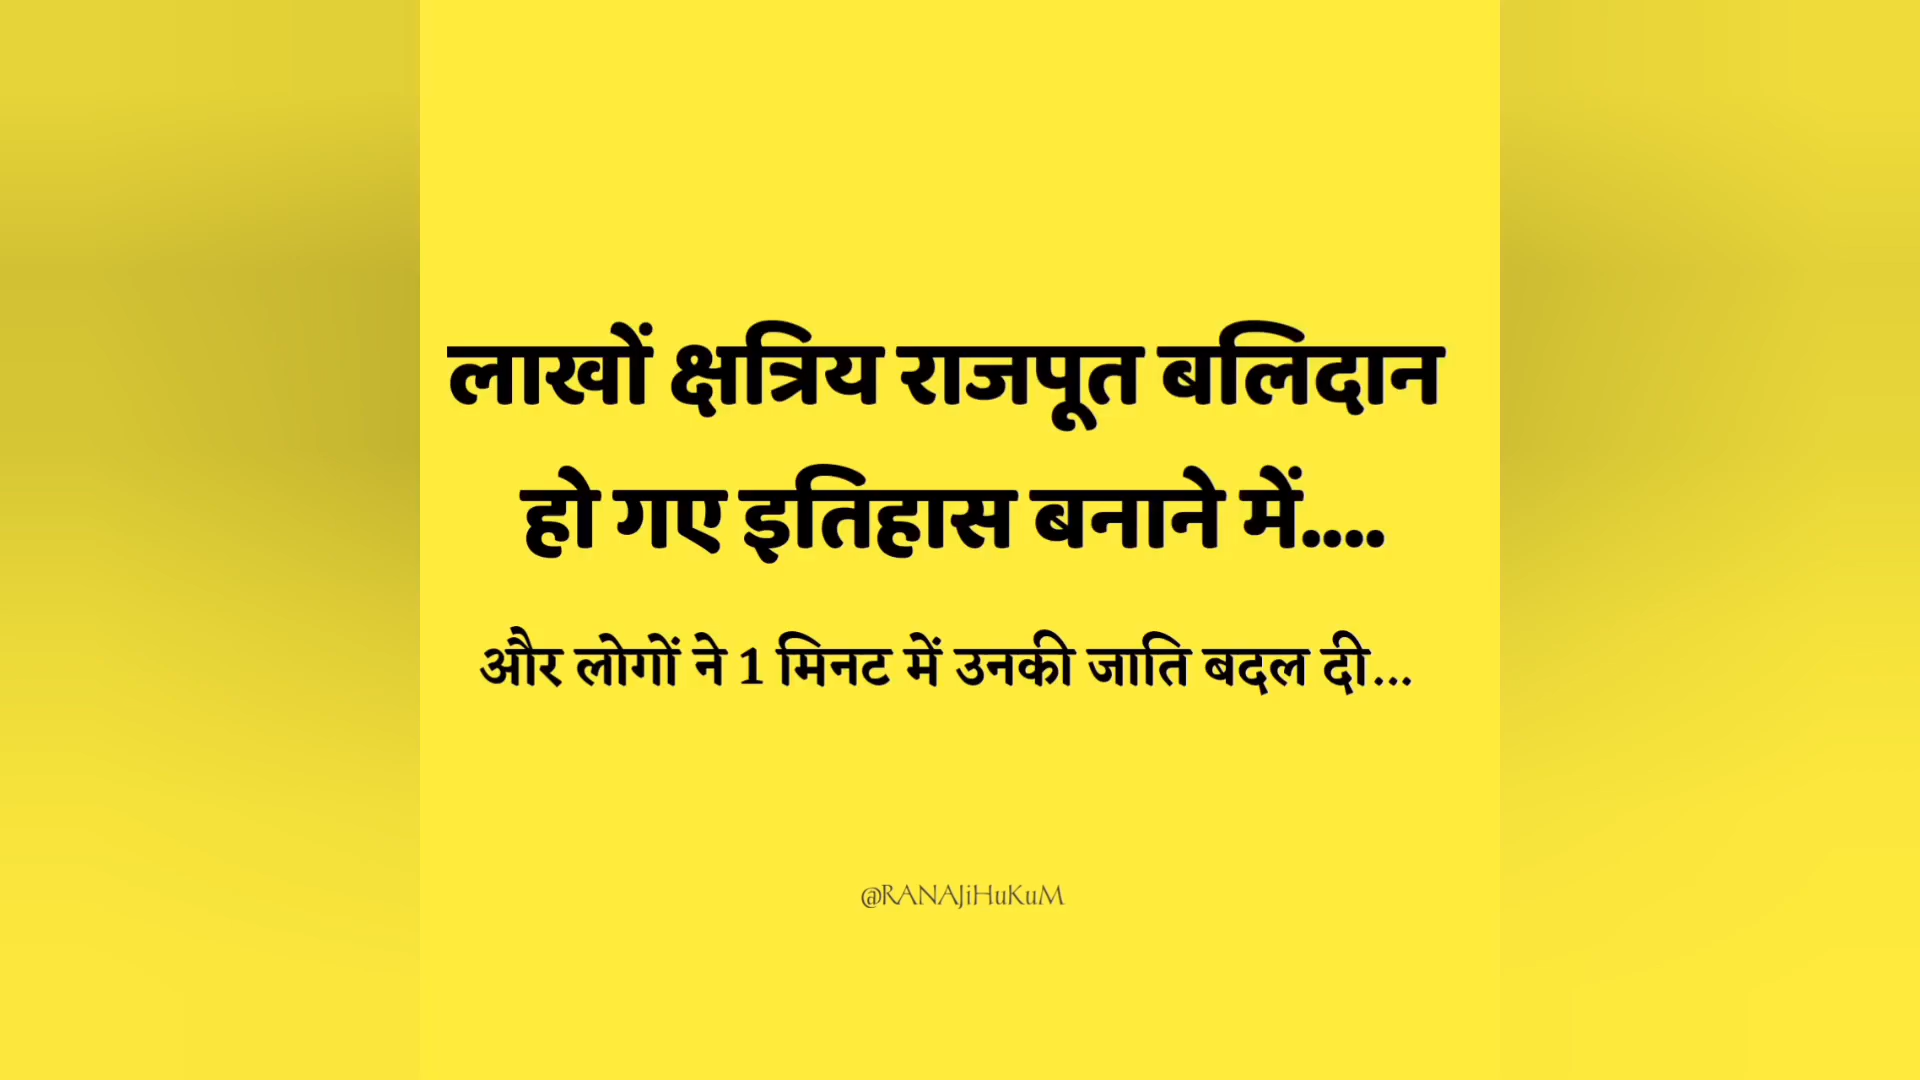 लाखों क्षत्रिय राजपूत बलिदान
हो गए इतिहास बनाने में....
और लोगों ने 1 मिनट में उनकी जाति बदल दी...
@RANAJiHuKuM